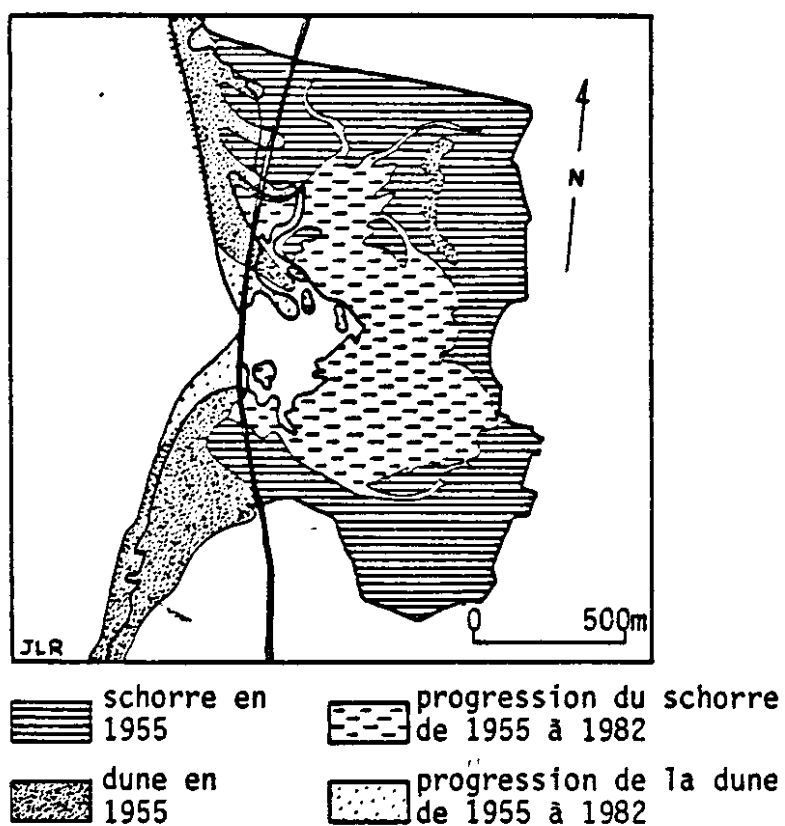 N
JLR
0 500m
schorre en
1955
progression du schorre
de 1955 à 1982
dune en
1955
progression de la dune
de 1955 à 1982